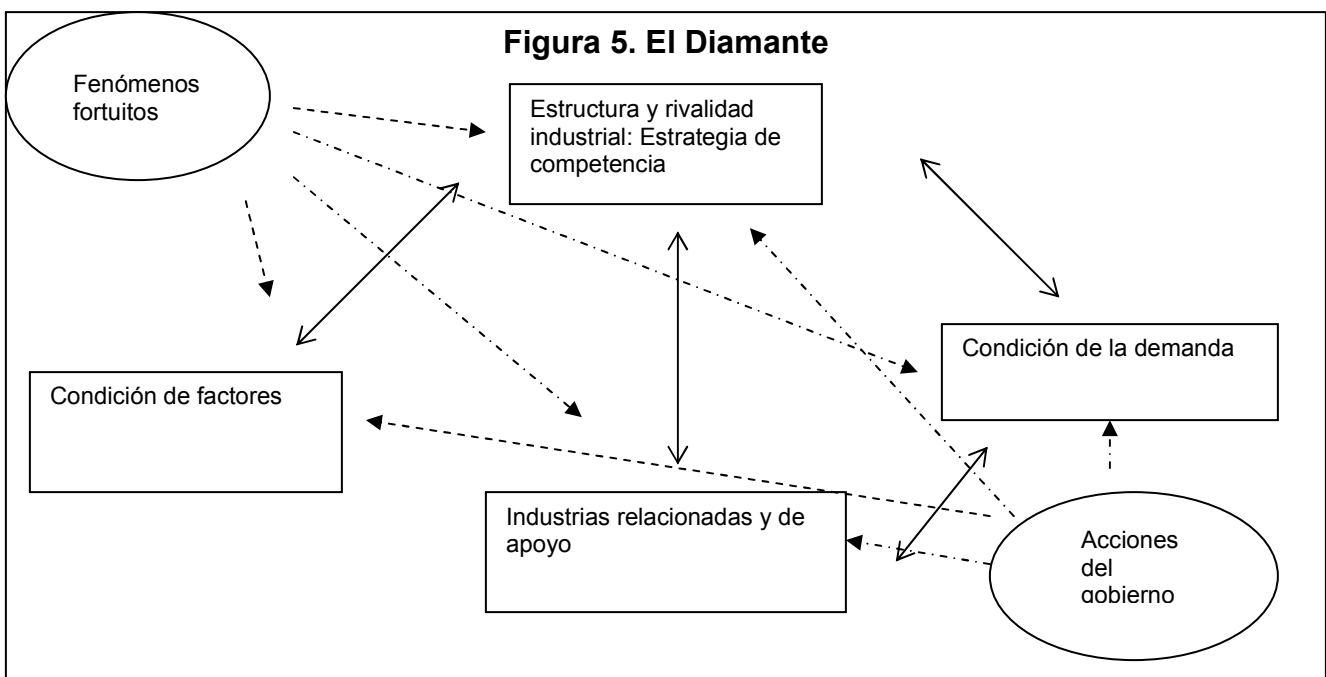 Figura 5. El Diamante
Fenómenos
fortuitos
Estructura y rivalidad
industrial: Estrategia de
competencia
Condición de la demanda
Condición de factores
Industrias relacionadas y de
apoyo
Acciones
del
gobierno